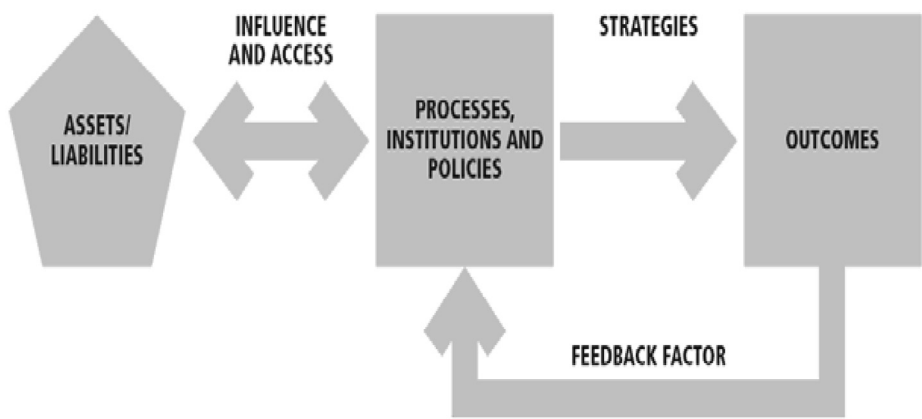 INFLUENCE
AND ACCESS
STRATEGIES
ASSETS/
LIABILITIES
PROCESSES,
INSTITUTIONS AND
POLICIES
OUTCOMES
FEEDBACK FACTOR